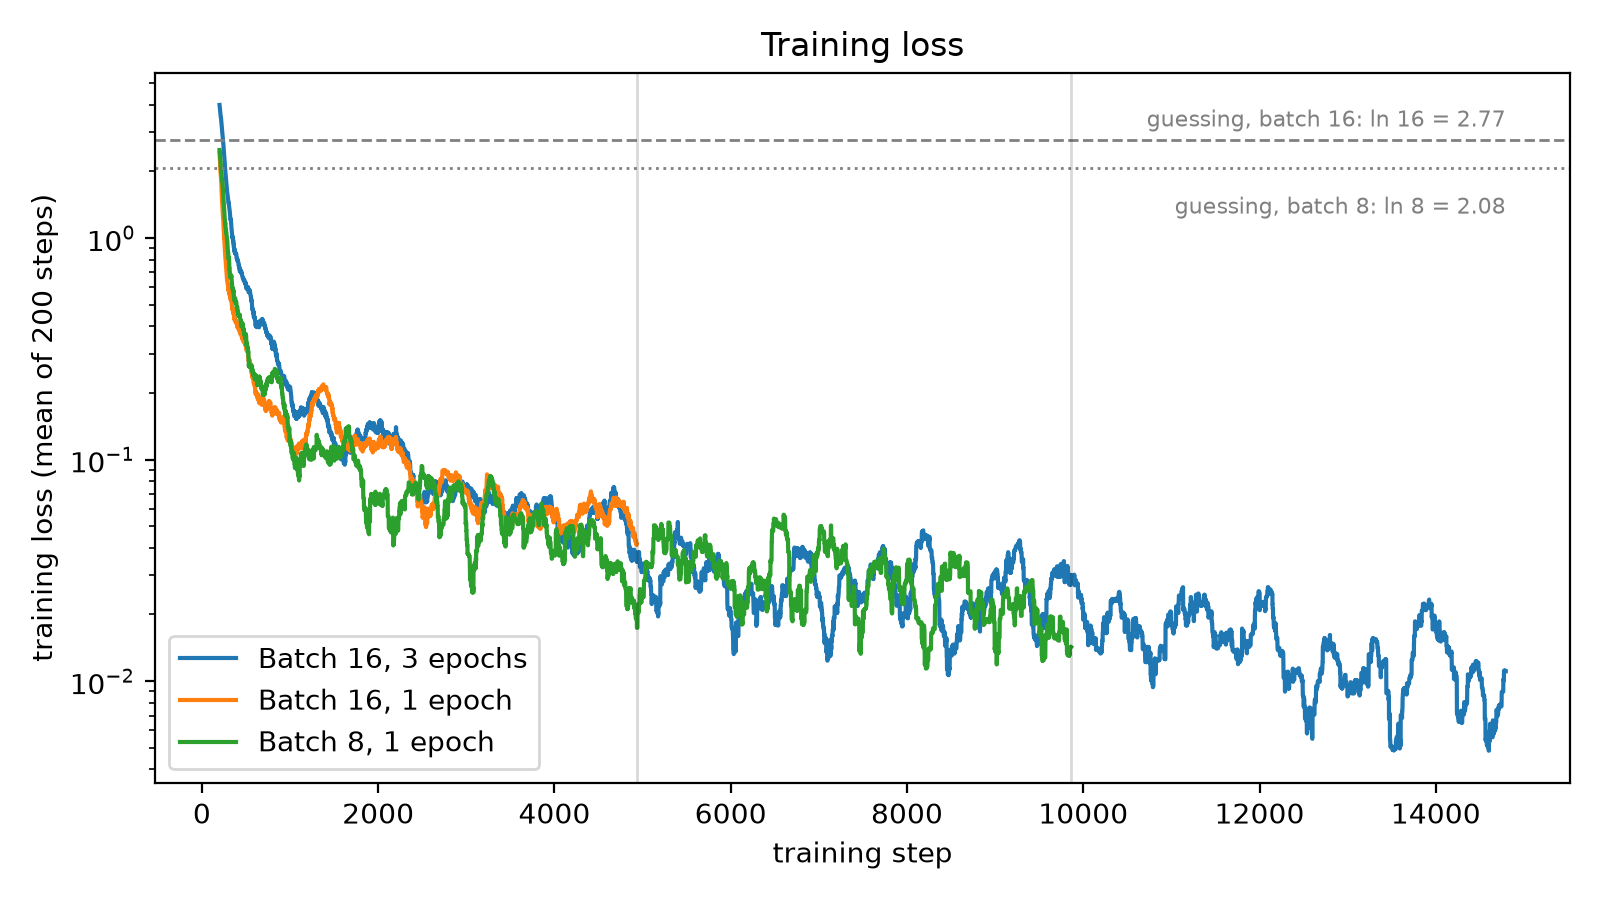 Training loss
guessing, batch 16: ln 16 = 2.77
guessing, batch 8: ln 8 = 2.08
training loss (mean of 200 steps)
10⁰
10⁻¹
10⁻²
Batch 16, 3 epochs
Batch 16, 1 epoch
Batch 8, 1 epoch
0 2000 4000 6000 8000 10000 12000 14000
training step